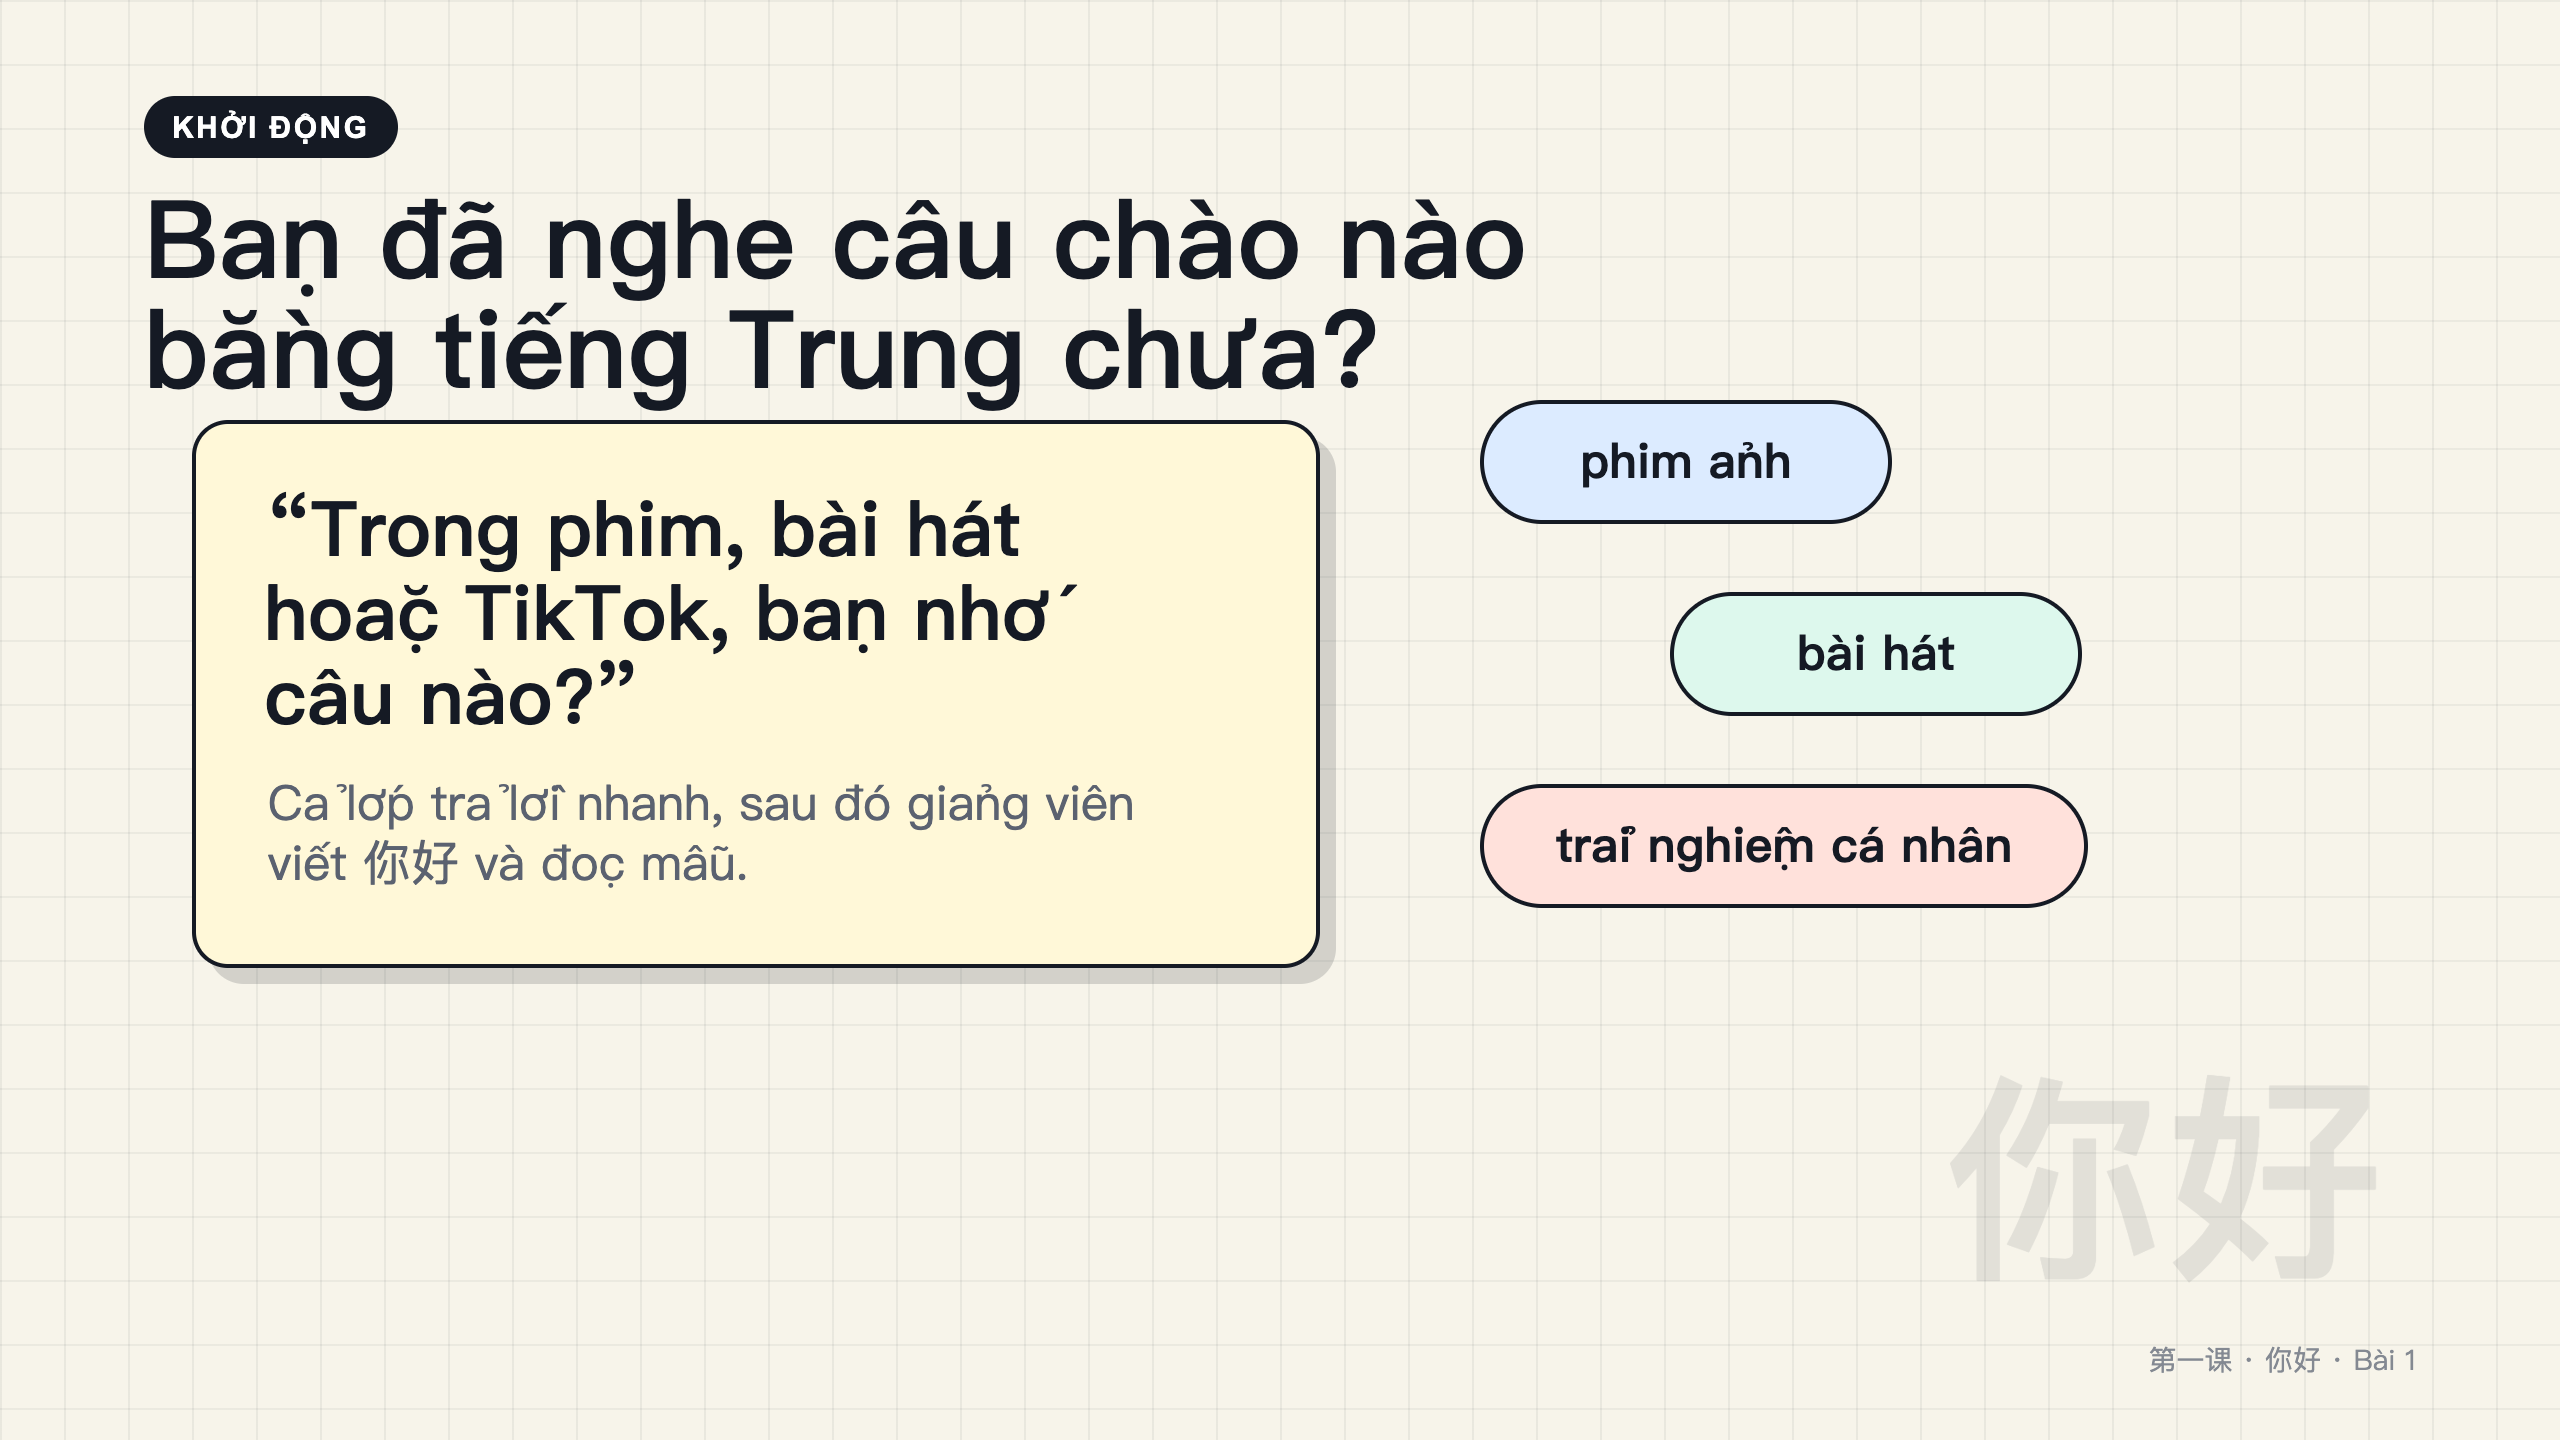 KHỞI ĐỘNG
Bạn đã nghe câu chào nào
bằng tiếng Trung chưa?
“Trong phim, bài hát
hoặc TikTok, bạn nhớ
câu nào?”
Cả lớp trả lời nhanh, sau đó giảng viên
viết 你好 và đọc mẫu.
phim ảnh
bài hát
trải nghiệm cá nhân
你好
第一课 · 你好 · Bài 1